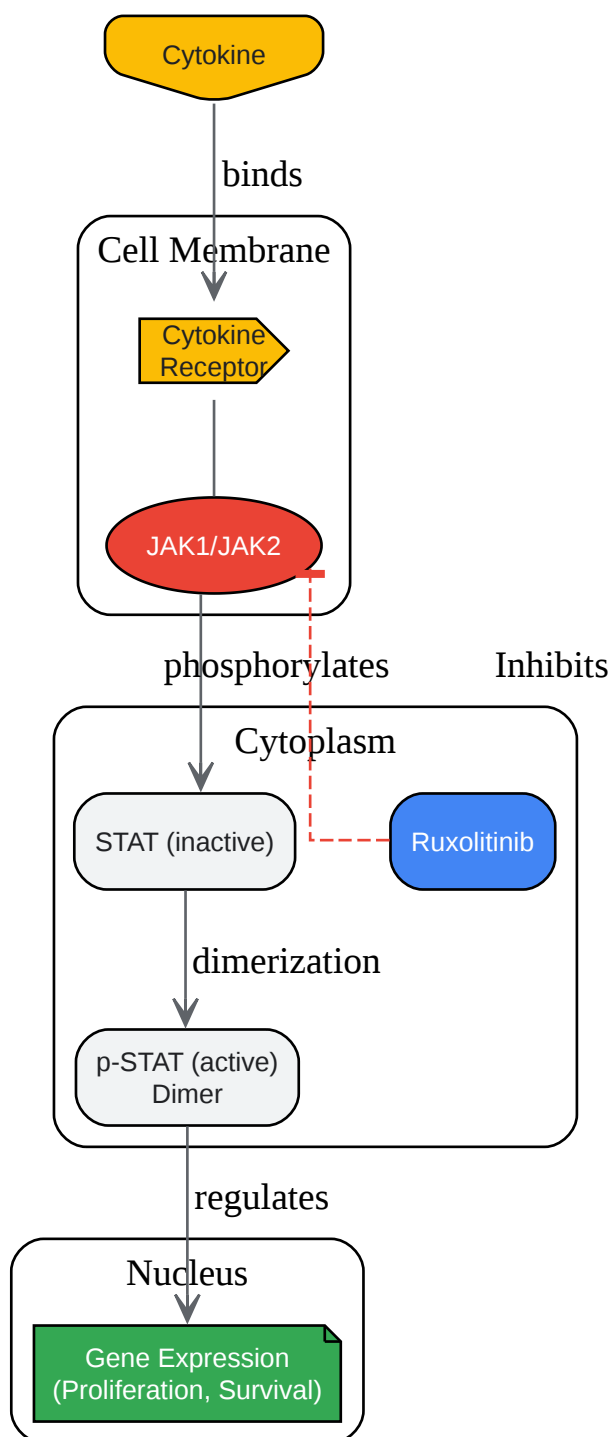 Cytokine
binds
Cell Membrane
Cytokine
Receptor
JAK1/JAK2
phosphorylates
Inhibits
Cytoplasm
STAT (inactive)
Ruxolitinib
dimerization
p-STAT (active)
Dimer
regulates
Nucleus
Gene Expression
(Proliferation, Survival)